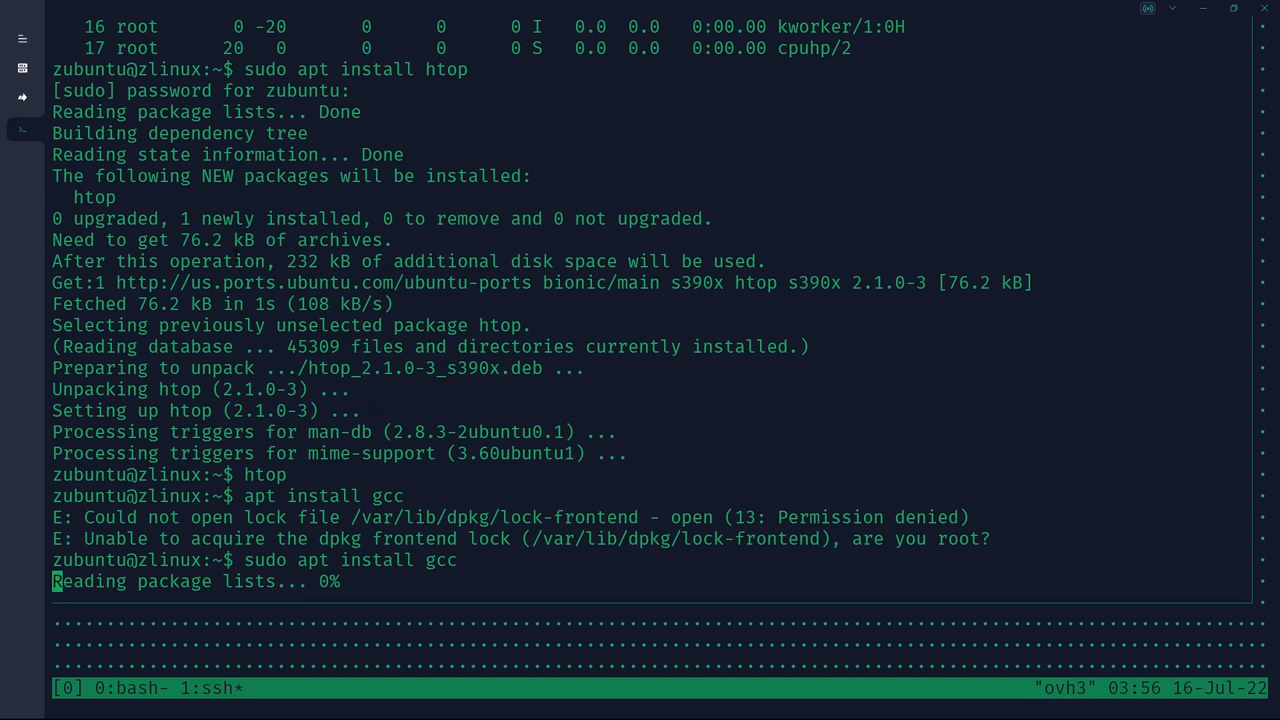 16 root 0 -20 0 0 0 I 0.0 0.0 0:00.00 kworker/1:0H
17 root 20 0 0 0 0 S 0.0 0.0 0:00.00 cpuhp/2
zubuntu@zlinux:~$ sudo apt install htop
[sudo] password for zubuntu:
Reading package lists... Done
Building dependency tree
Reading state information... Done
The following NEW packages will be installed:
htop
0 upgraded, 1 newly installed, 0 to remove and 0 not upgraded.
Need to get 76.2 kB of archives.
After this operation, 232 kB of additional disk space will be used.
Get:1 http://us.ports.ubuntu.com/ubuntu-ports bionic/main s390x htop s390x 2.1.0-3 [76.2 kB]
Fetched 76.2 kB in 1s (108 kB/s)
Selecting previously unselected package htop.
(Reading database ... 45309 files and directories currently installed.)
Preparing to unpack .../htop_2.1.0-3_s390x.deb ...
Unpacking htop (2.1.0-3) ...
Setting up htop (2.1.0-3) ...
Processing triggers for man-db (2.8.3-2ubuntu0.1) ...
Processing triggers for mime-support (3.60ubuntu1) ...
zubuntu@zlinux:~$ htop
zubuntu@zlinux:~$ apt install gcc
E: Could not open lock file /var/lib/dpkg/lock-frontend - open (13: Permission denied)
E: Unable to acquire the dpkg frontend lock (/var/lib/dpkg/lock-frontend), are you root?
zubuntu@zlinux:~$ sudo apt install gcc
Reading package lists... 0%
[0] 0:bash- 1:ssh* "ovh3" 03:56 16-Jul-22